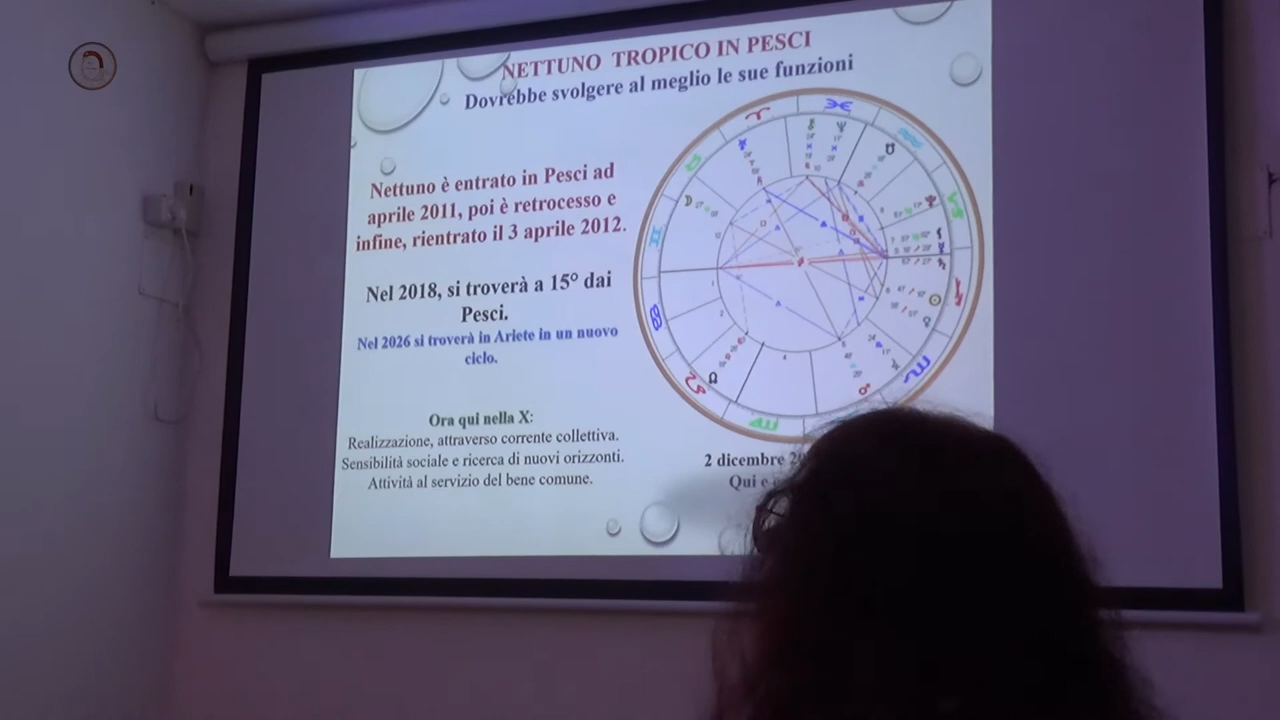 NETTUNO TROPICO IN PESCI
Dovrebbe svolgere al meglio le sue funzioni
Nettuno è entrato in Pesci ad
aprile 2011, poi è retrocesso e
infine, rientrato il 3 aprile 2012.
Nel 2018, si troverà a 15° dai
Pesci.
Nel 2026 si troverà in Ariete in un nuovo
ciclo.
Ora qui nella X:
Realizzazione, attraverso corrente collettiva.
Sensibilità sociale e ricerca di nuovi orizzonti.
Attività al servizio del bene comune.
2 dicembre
Qui e